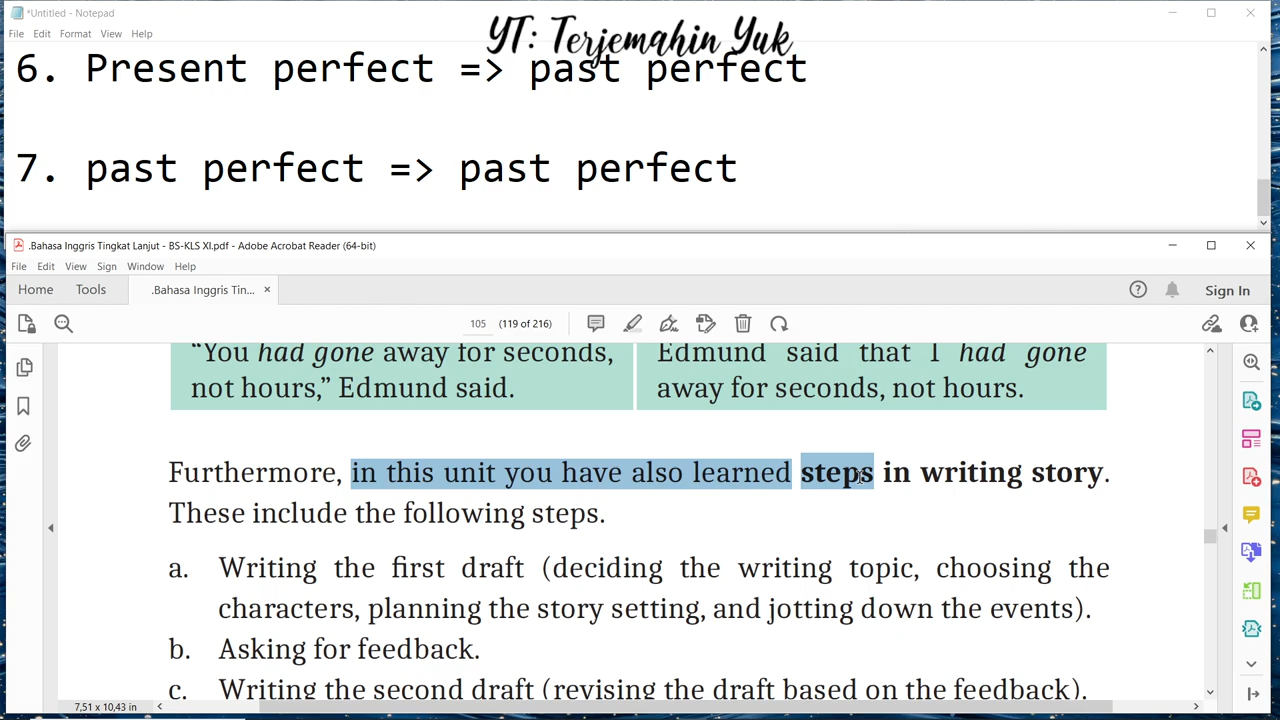 *Untitled - Notepad
YT: Terjemahin Yuk
File Edit Format View Help
6. Present perfect => past perfect
7. past perfect => past perfect
.Bahasa Inggris Tingkat Lanjut - BS-KLS XI.pdf - Adobe Acrobat Reader (64-bit)
File Edit View Sign Window Help
Home Tools .Bahasa Inggris Tin... × Sign In
105 (119 of 216)
“You had gone away for seconds,
not hours,” Edmund said.
Edmund said that I had gone
away for seconds, not hours.
Furthermore, in this unit you have also learned steps in writing story.
These include the following steps.
a. Writing the first draft (deciding the writing topic, choosing the
characters, planning the story setting, and jotting down the events).
b. Asking for feedback.
c. Writing the second draft (revising the draft based on the feedback).
7,51 x 10,43 in